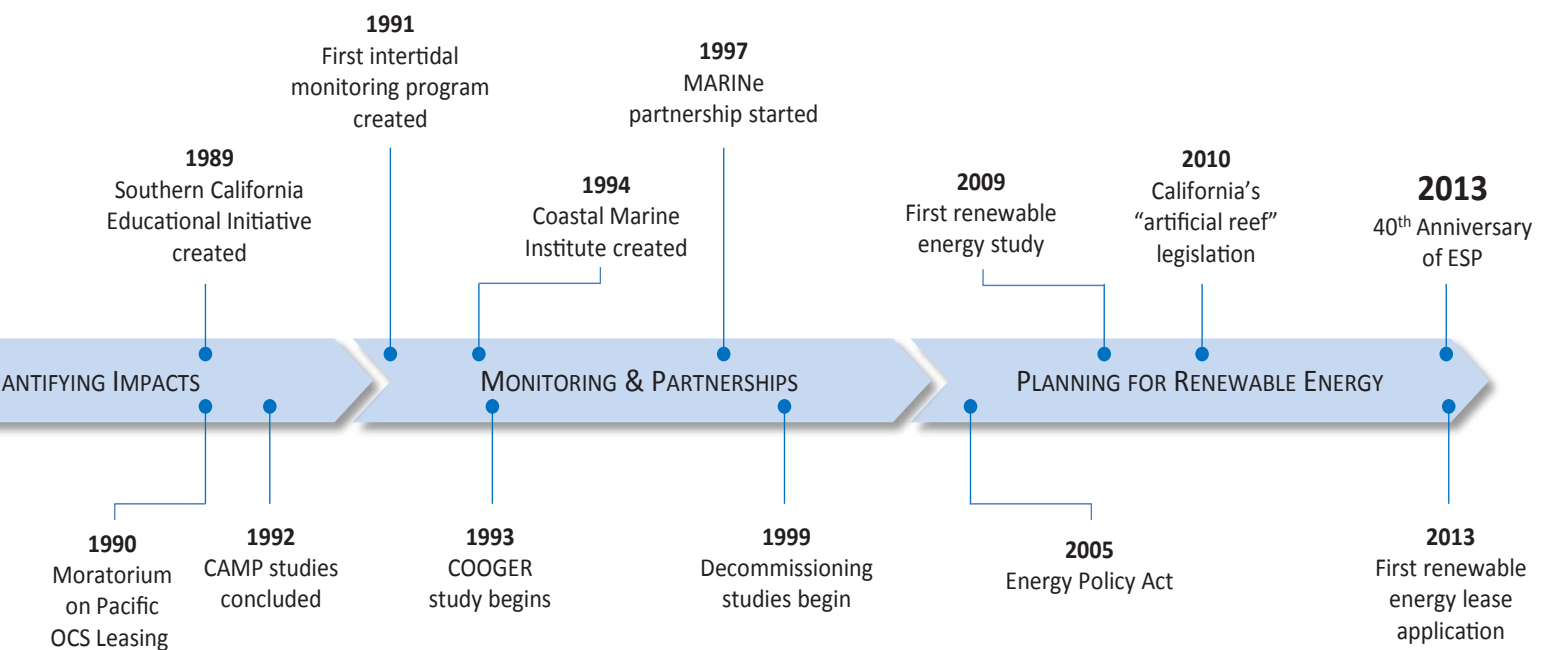 1991
First intertidal
monitoring program
created
1997
MARINe
partnership started
1989
Southern California
Educational Initiative
created
1994
Coastal Marine
Institute created
2009
First renewable
energy study
2010
California’s
“artificial reef”
legislation
2013
40th Anniversary
of ESP
ANTIFYING IMPACTS
MONITORING & PARTNERSHIPS
PLANNING FOR RENEWABLE ENERGY
1990
Moratorium
on Pacific
OCS Leasing
1992
CAMP studies
concluded
1993
COOGER
study begins
1999
Decommissioning
studies begin
2005
Energy Policy Act
2013
First renewable
energy lease
application